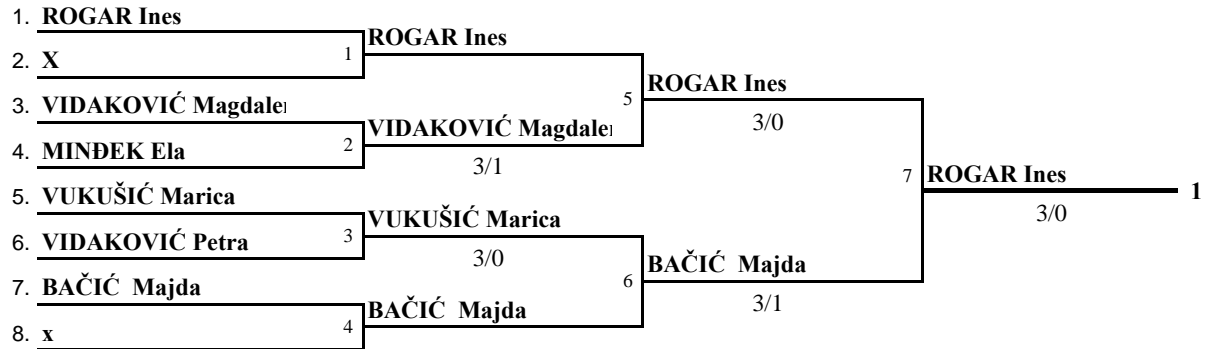 1. ROGAR Ines
ROGAR Ines
1
2. X
ROGAR Ines
5
3. VIDAKOVIĆ Magdale
3/0
VIDAKOVIĆ Magdale
2
4. MINĐEK Ela
3/1
ROGAR Ines
7
1
5. VUKUŠIĆ Marica
3/0
VUKUŠIĆ Marica
3
6. VIDAKOVIĆ Petra
3/0
BAČIĆ Majda
6
7. BAČIĆ Majda
3/1
BAČIĆ Majda
4
8. x